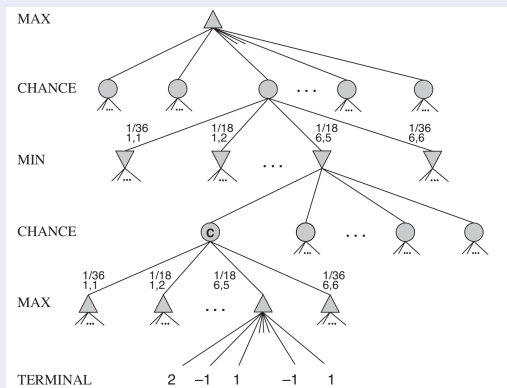 MAX
...
CHANCE
... ... ... ... ...
1/36 1/18 1/18 1/36
1,1 1,2 6,5 6,6
MIN
... ... ... ...
CHANCE
C ...
... ... ... ...
1/36 1/18 1/18 1/36
1,1 1,2 6,5 6,6
MAX
... ... ... ...
TERMINAL 2 –1 1 –1 1